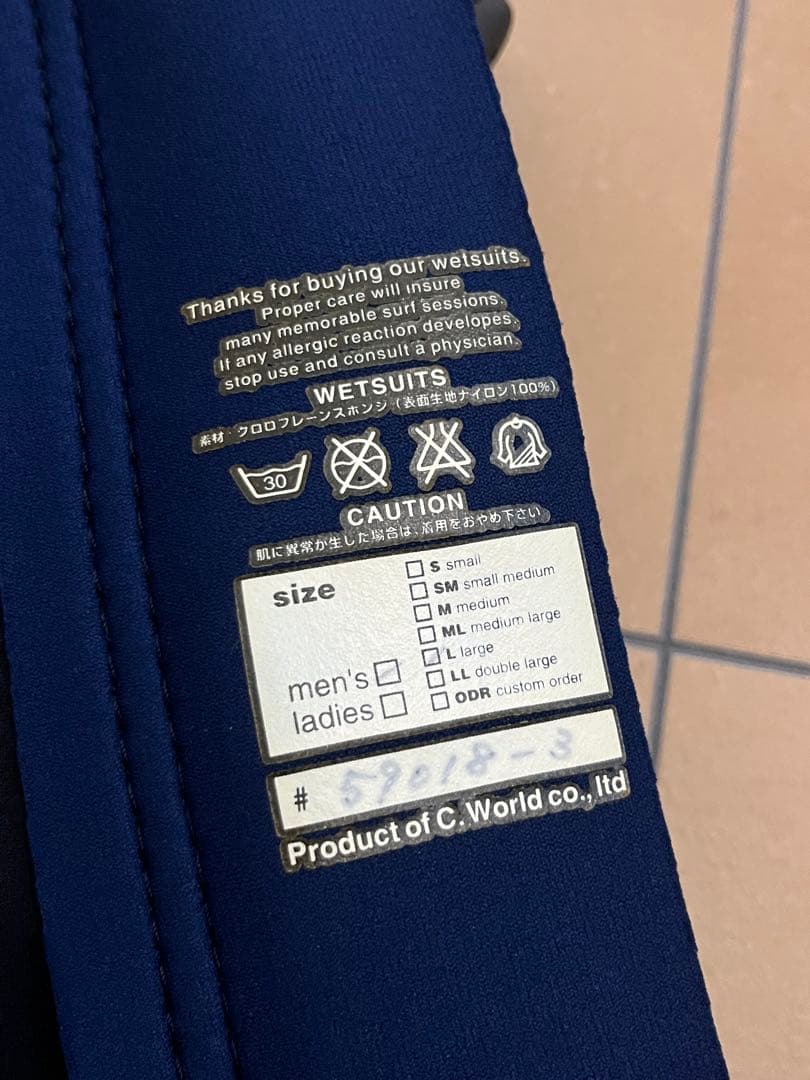 Thanks for buying our wetsuits.
Proper care will insure
many memorable surf sessions.
If any allergic reaction developes,
stop use and consult a physician.
WETSUITS
素材・クロロフレーンスホンジ（表面生地ナイロン100%）
30
CAUTION
肌に異常が生した場合は、着用をおやめ下さい
size
S small
SM small medium
M medium
ML medium large
L large
LL double large
ODR custom order
men's
ladies
# 59018-3
Product of C. World co., ltd